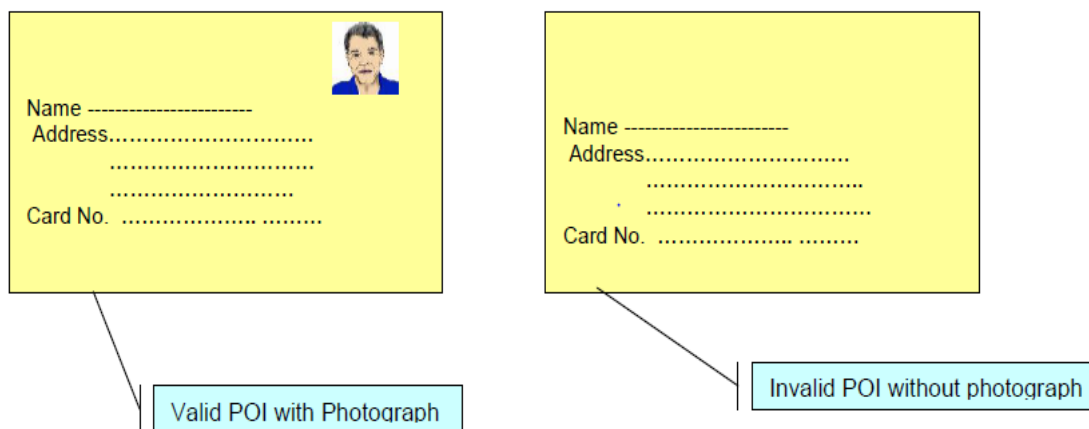 Name ------------------------
Address……………………………
……………………………
…………………………
Card No. ……………….. ………
Valid POI with Photograph
Name ------------------------
Address……………………………
……………………………..
………………………………
Card No. ……………….. ………
Invalid POI without photograph